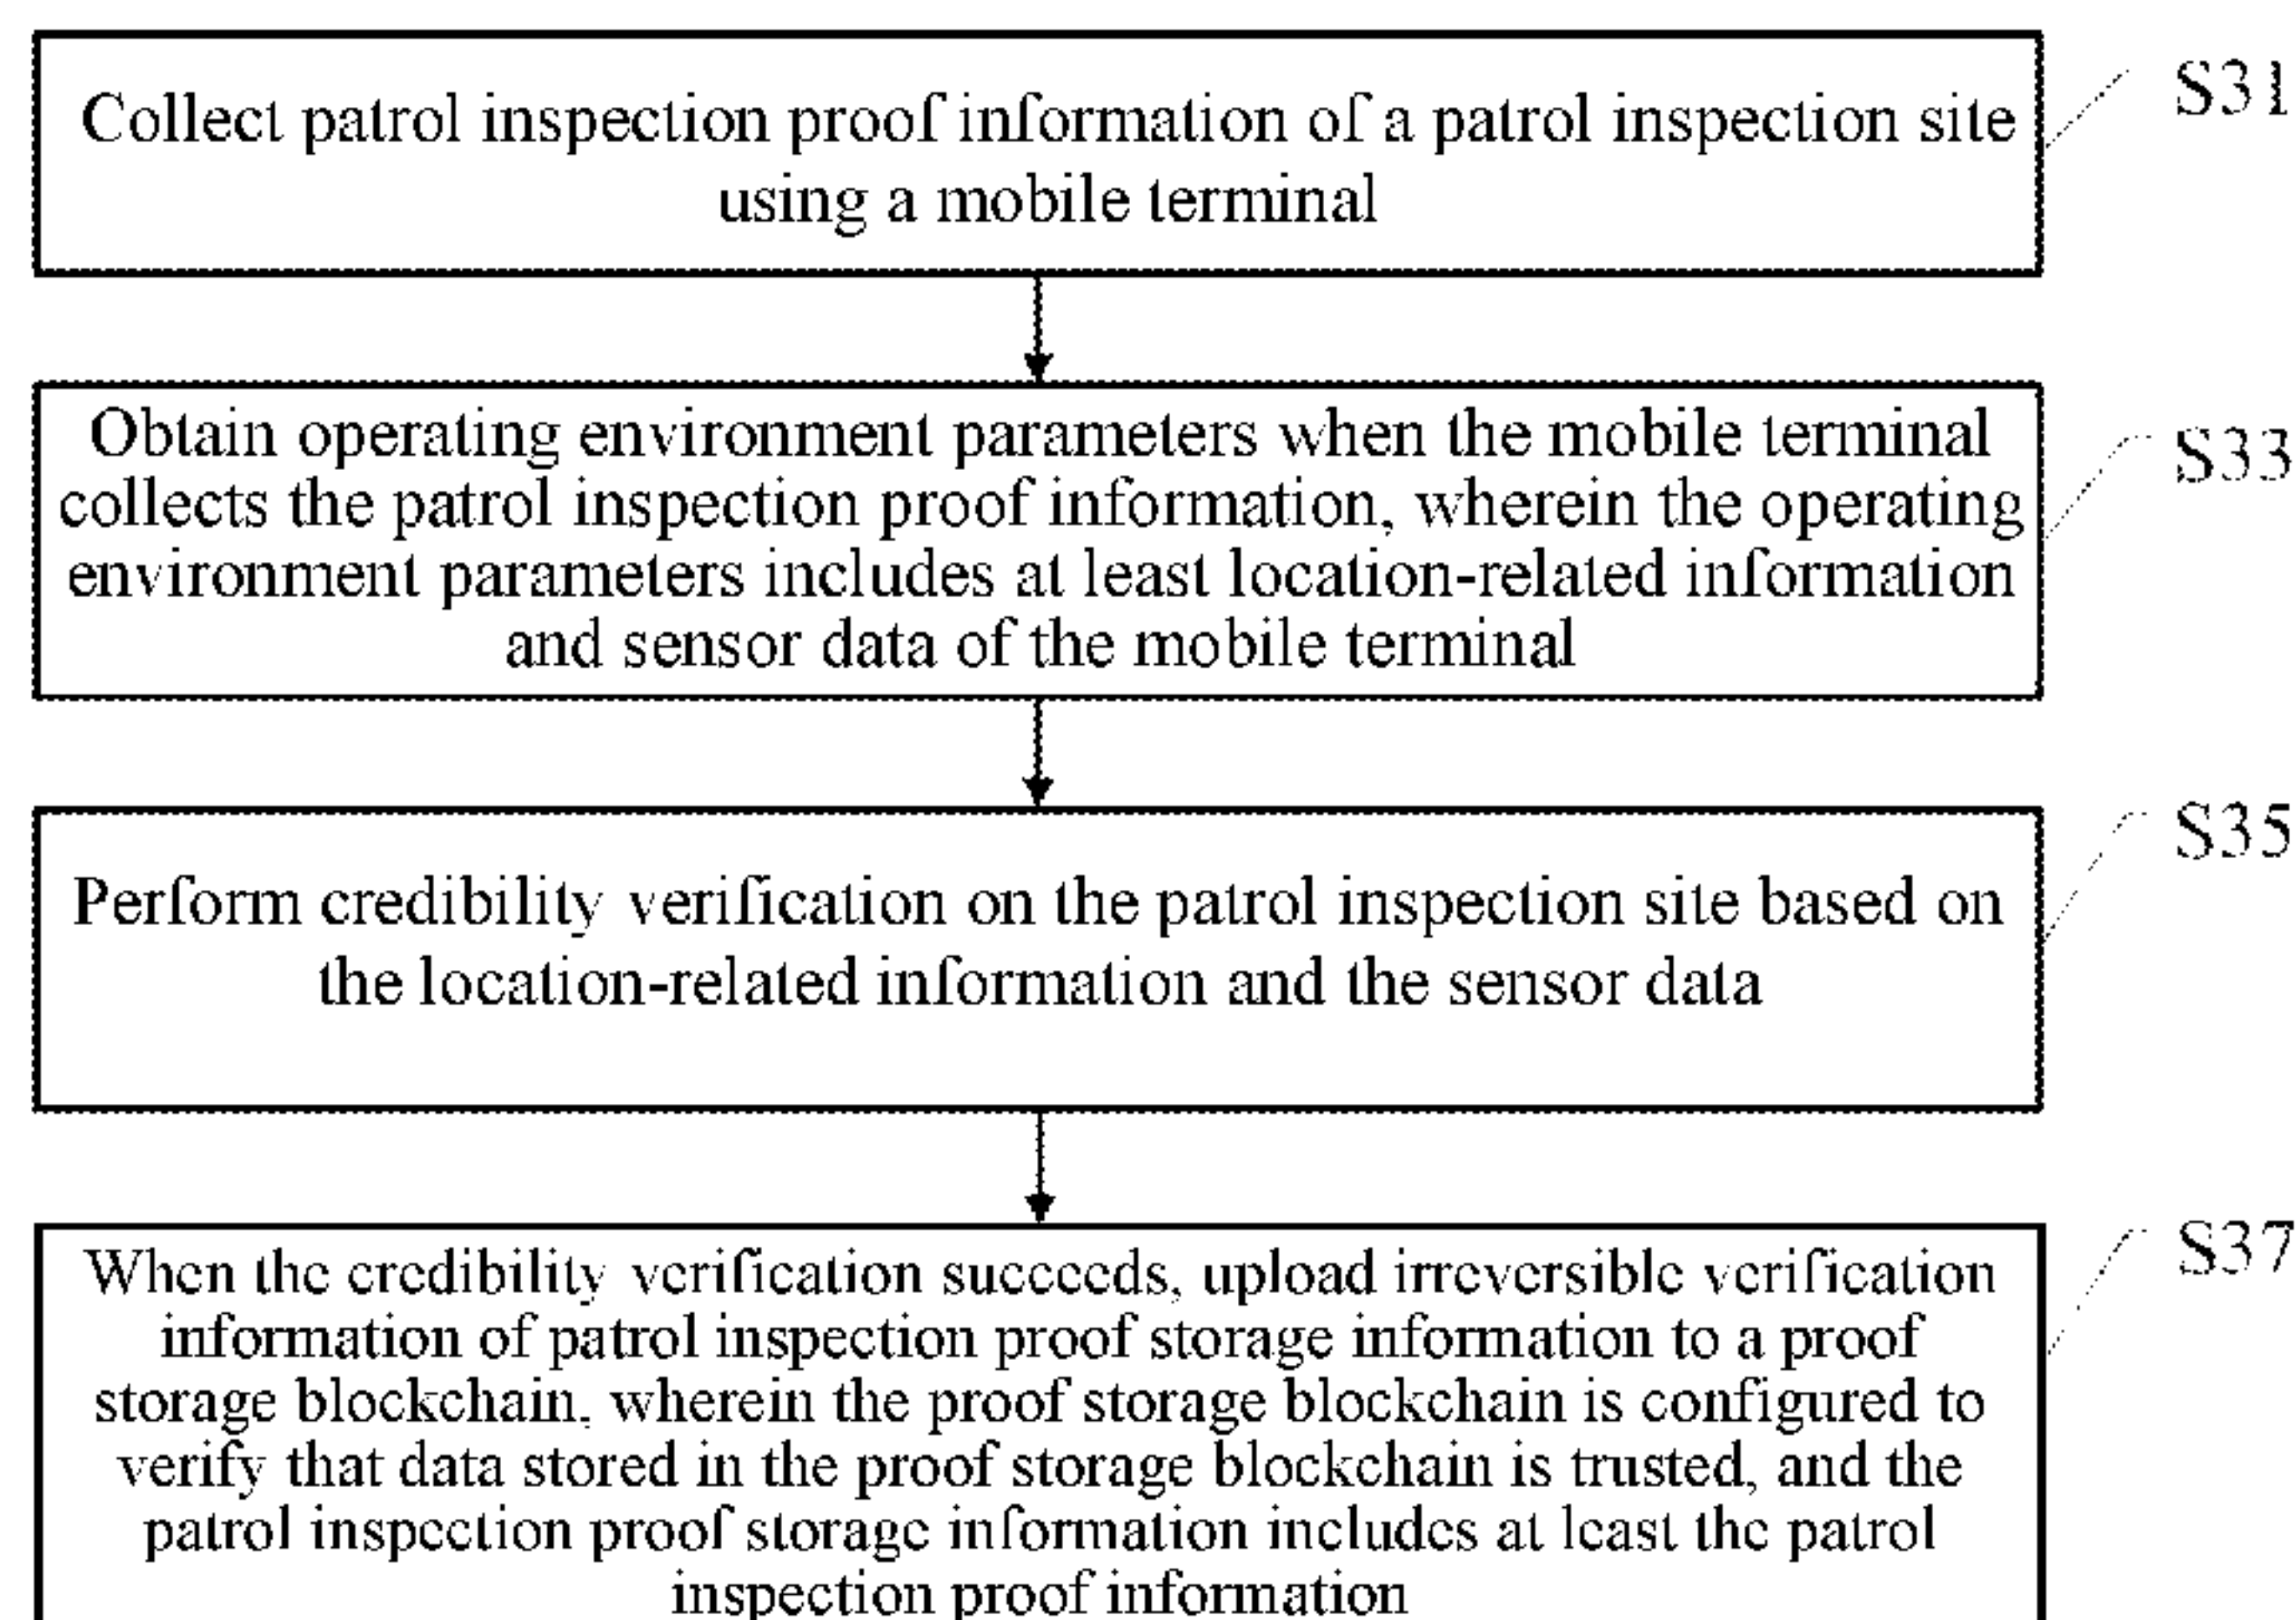 Collect patrol inspection proof information of a patrol inspection site
using a mobile terminal
S31
Obtain operating environment parameters when the mobile terminal
collects the patrol inspection proof information, wherein the operating
environment parameters includes at least location-related information
and sensor data of the mobile terminal
S33
Perform credibility verification on the patrol inspection site based on
the location-related information and the sensor data
S35
When the credibility verification succeeds, upload irreversible verification
information of patrol inspection proof storage information to a proof
storage blockchain, wherein the proof storage blockchain is configured to
verify that data stored in the proof storage blockchain is trusted, and the
patrol inspection proof storage information includes at least the patrol
inspection proof information
S37